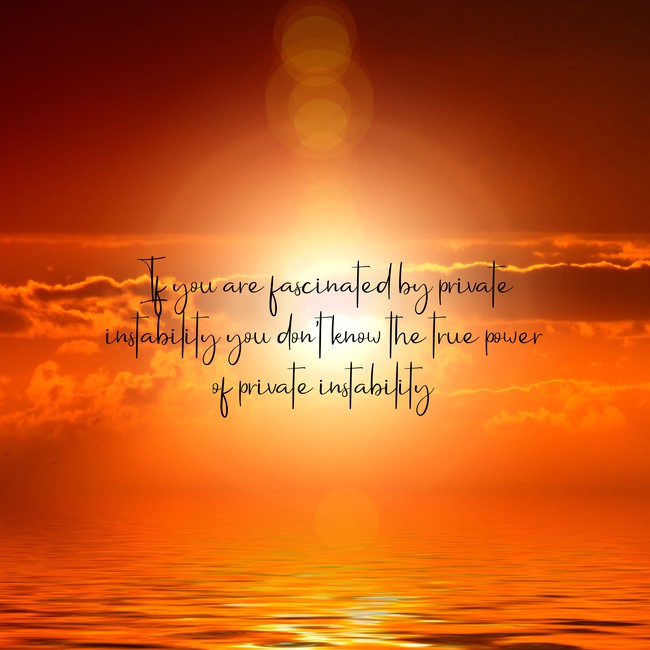 If you are fascinated by private
instability you don't know the true power
of private instability